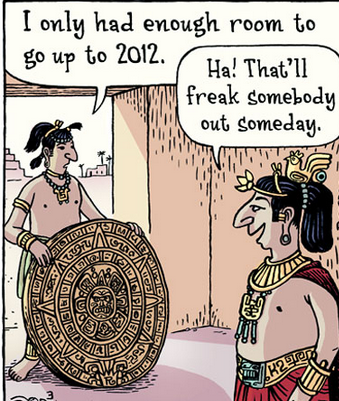 I only had enough room to
go up to 2012.
Ha! That'll
freak somebody
out someday.